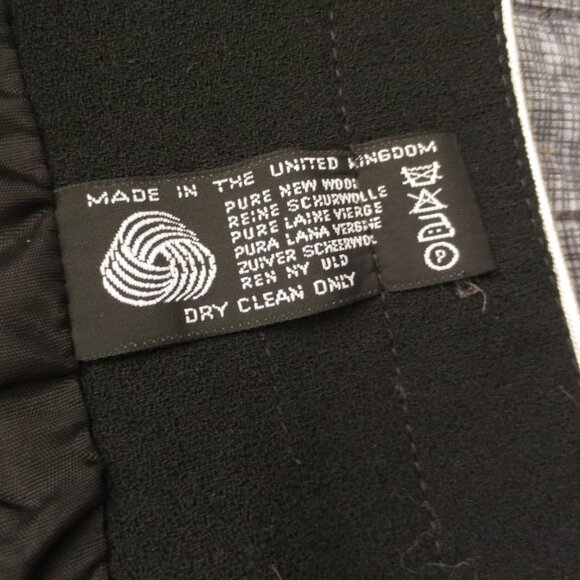 MADE IN THE UNITED KINGDOM
PURE NEW WOOL
REINE SCHURWOLLE
PURE LAINE VIERGE
PURA LANA VERGINE
ZUIVER SCHEERWOL
REN NY ULD
DRY CLEAN ONLY
P